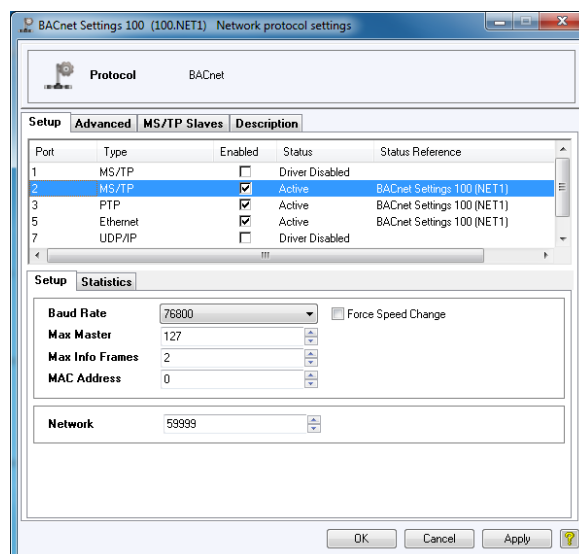 BACnet Settings 100 (100.NET1) Network protocol settings
Protocol BACnet
Setup Advanced MS/TP Slaves Description
Port Type Enabled Status Status Reference
1 MS/TP Driver Disabled
2 MS/TP Active BACnet Settings 100 (NET1)
3 PTP Active BACnet Settings 100 (NET1)
5 Ethernet Active BACnet Settings 100 (NET1)
7 UDP/IP Driver Disabled
Setup Statistics
Baud Rate 76800 Force Speed Change
Max Master 127
Max Info Frames 2
MAC Address 0
Network 59999
OK Cancel Apply ?